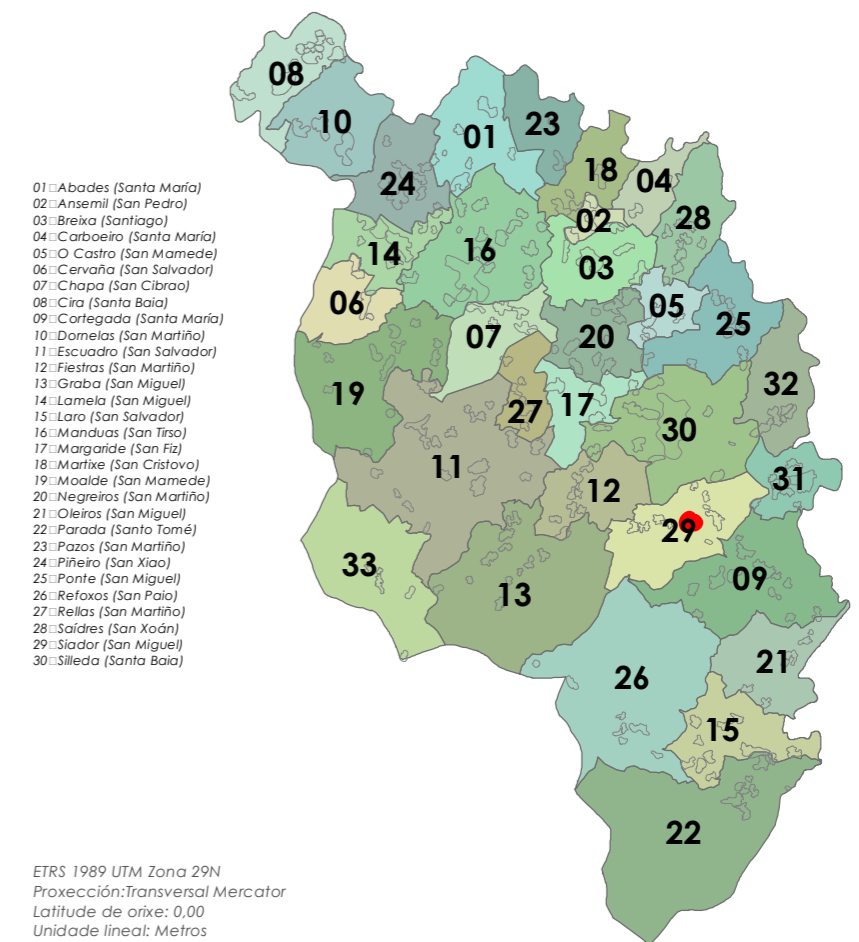 08
10
01
23
18
04
24
02
28
14
16
03
06
05
25
07
20
32
19
27
17
30
11
31
12
29
33
09
13
21
26
15
22
01□Abades (Santa María)
02□Ansemil (San Pedro)
03□Breixa (Santiago)
04□Carboeiro (Santa María)
05□O Castro (San Mamede)
06□Cervaña (San Salvador)
07□Chapa (San Cibrao)
08□Cira (Santa Baia)
09□Cortegada (Santa María)
10□Dornelas (San Martiño)
11□Escuadro (San Salvador)
12□Fiestras (San Martiño)
13□Graba (San Miguel)
14□Lamela (San Miguel)
15□Laro (San Salvador)
16□Manduas (San Tirso)
17□Margaride (San Fiz)
18□Martixe (San Cristovo)
19□Moalde (San Mamede)
20□Negreiros (San Martiño)
21□Oleiros (San Miguel)
22□Parada (Santo Tomé)
23□Pazos (San Martiño)
24□Piñeiro (San Xiao)
25□Ponte (San Miguel)
26□Refoxos (San Paio)
27□Rellas (San Martiño)
28□Saídres (San Xoán)
29□Siador (San Miguel)
30□Silleda (Santa Baia)
ETRS 1989 UTM Zona 29N
Proxección:Transversal Mercator
Latitude de orixe: 0,00
Unidade lineal: Metros